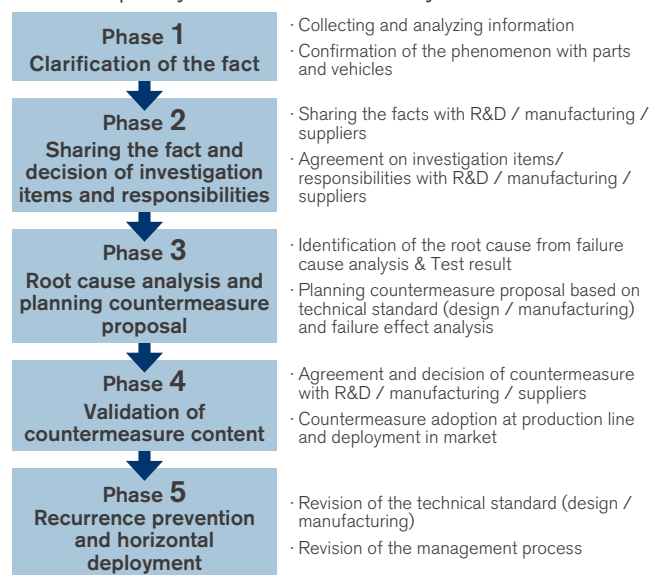 Phase 1
Clarification of the fact
· Collecting and analyzing information
· Confirmation of the phenomenon with parts
and vehicles
Phase 2
Sharing the fact and
decision of investigation
items and responsibilities
· Sharing the facts with R&D / manufacturing /
suppliers
· Agreement on investigation items/
responsibilities with R&D / manufacturing /
suppliers
Phase 3
Root cause analysis and
planning countermeasure
proposal
· Identification of the root cause from failure
cause analysis & Test result
· Planning countermeasure proposal based on
technical standard (design / manufacturing)
and failure effect analysis
Phase 4
Validation of
countermeasure content
· Agreement and decision of countermeasure
with R&D / manufacturing / suppliers
· Countermeasure adoption at production line
and deployment in market
Phase 5
Recurrence prevention
and horizontal
deployment
· Revision of the technical standard (design /
manufacturing)
· Revision of the management process